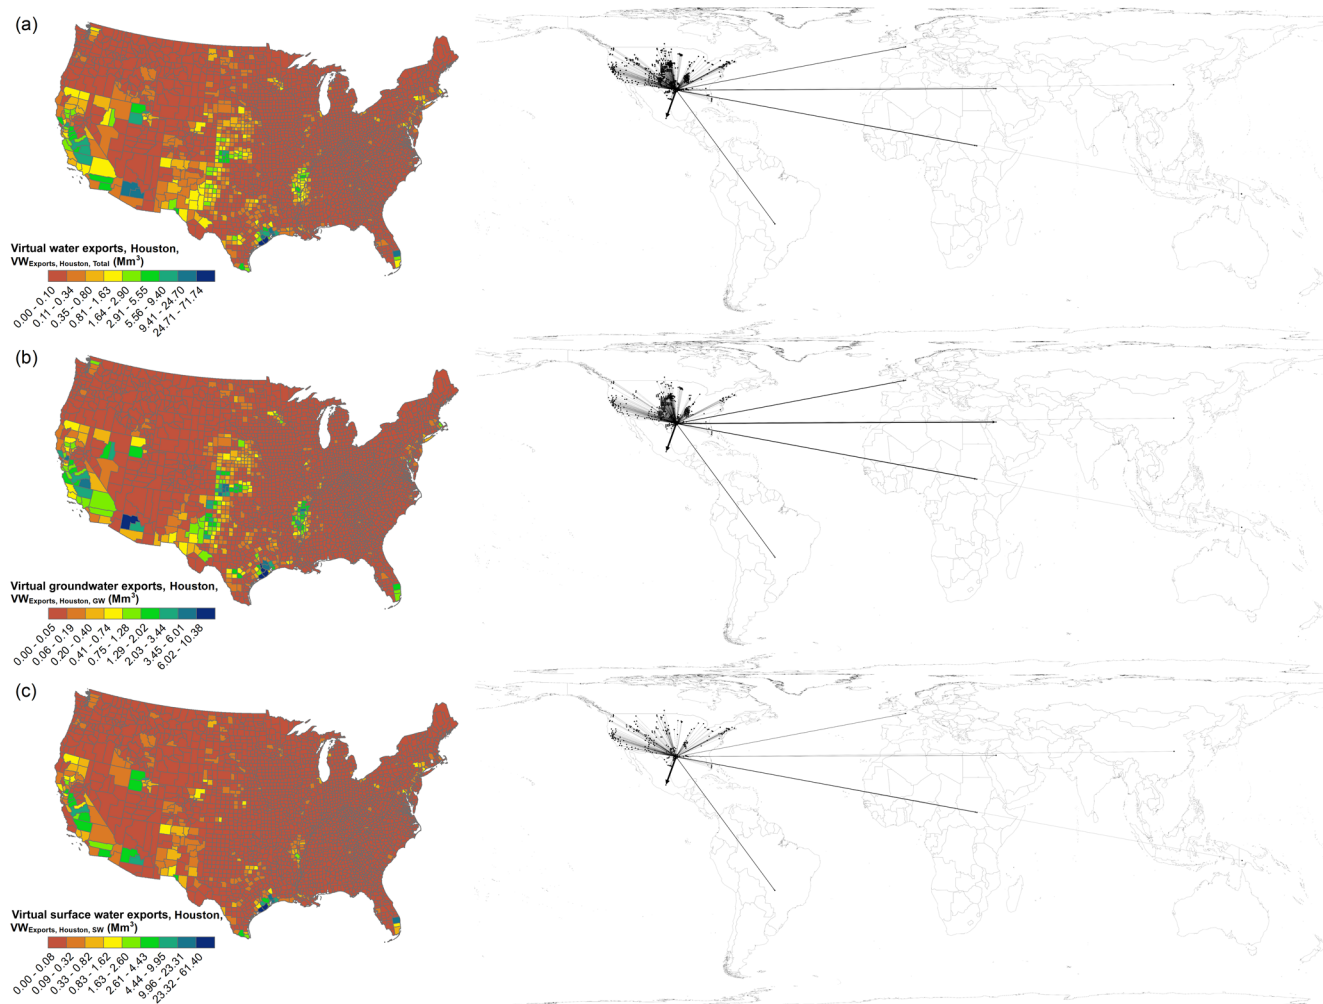 (a)
Virtual water exports, Houston,
VWExports, Houston, Total (Mm³)
0.00 - 0.10
0.11 - 0.34
0.35 - 0.80
0.81 - 1.63
1.64 - 2.90
2.91 - 5.55
5.56 - 9.40
9.41 - 24.70
24.71 - 71.74
(b)
Virtual groundwater exports, Houston,
VWExports, Houston, GW (Mm³)
0.00 - 0.05
0.06 - 0.19
0.20 - 0.40
0.41 - 0.74
0.75 - 1.28
1.29 - 2.02
2.03 - 3.44
3.45 - 6.01
6.02 - 10.38
(c)
Virtual surface water exports, Houston,
VWExports, Houston, SW (Mm³)
0.00 - 0.08
0.09 - 0.32
0.33 - 0.82
0.83 - 1.62
1.63 - 2.60
2.61 - 4.43
4.44 - 9.95
9.96 - 23.31
23.32 - 61.40